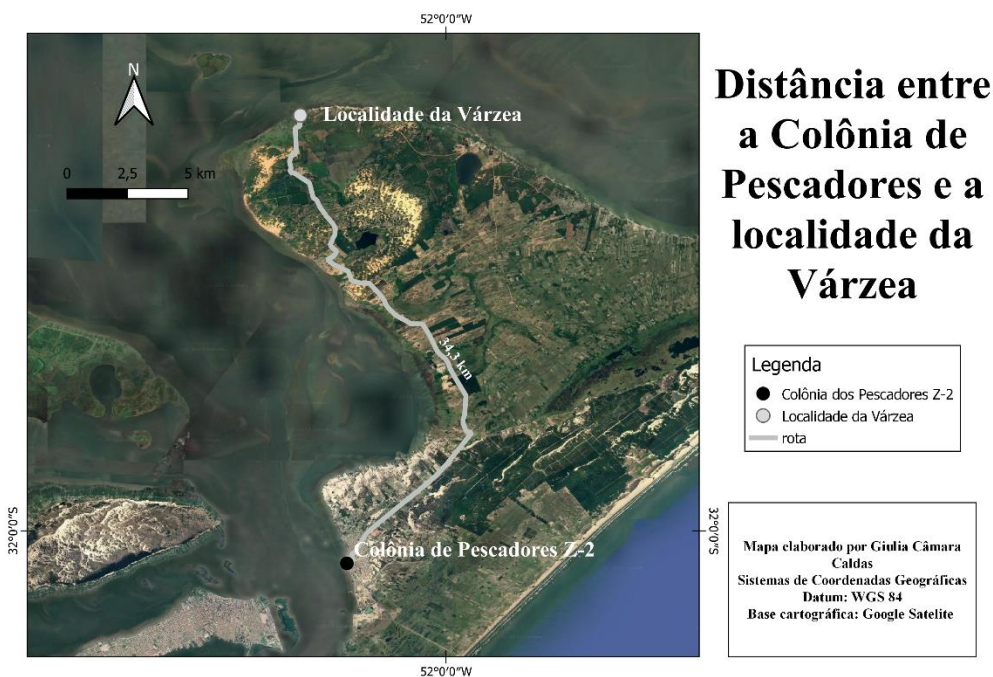 52°0'0"W
Distância entre
a Colônia de
Pescadores e a
localidade da
Várzea
N
Localidade da Várzea
0 2,5 5 km
34,3 km
Legenda
Colônia dos Pescadores Z-2
Localidade da Várzea
rota
32°0'0"S
32°0'0"S
Colônia de Pescadores Z-2
Mapa elaborado por Giulia Câmara
Caldas
Sistemas de Coordenadas Geográficas
Datum: WGS 84
Base cartográfica: Google Satelite
52°0'0"W